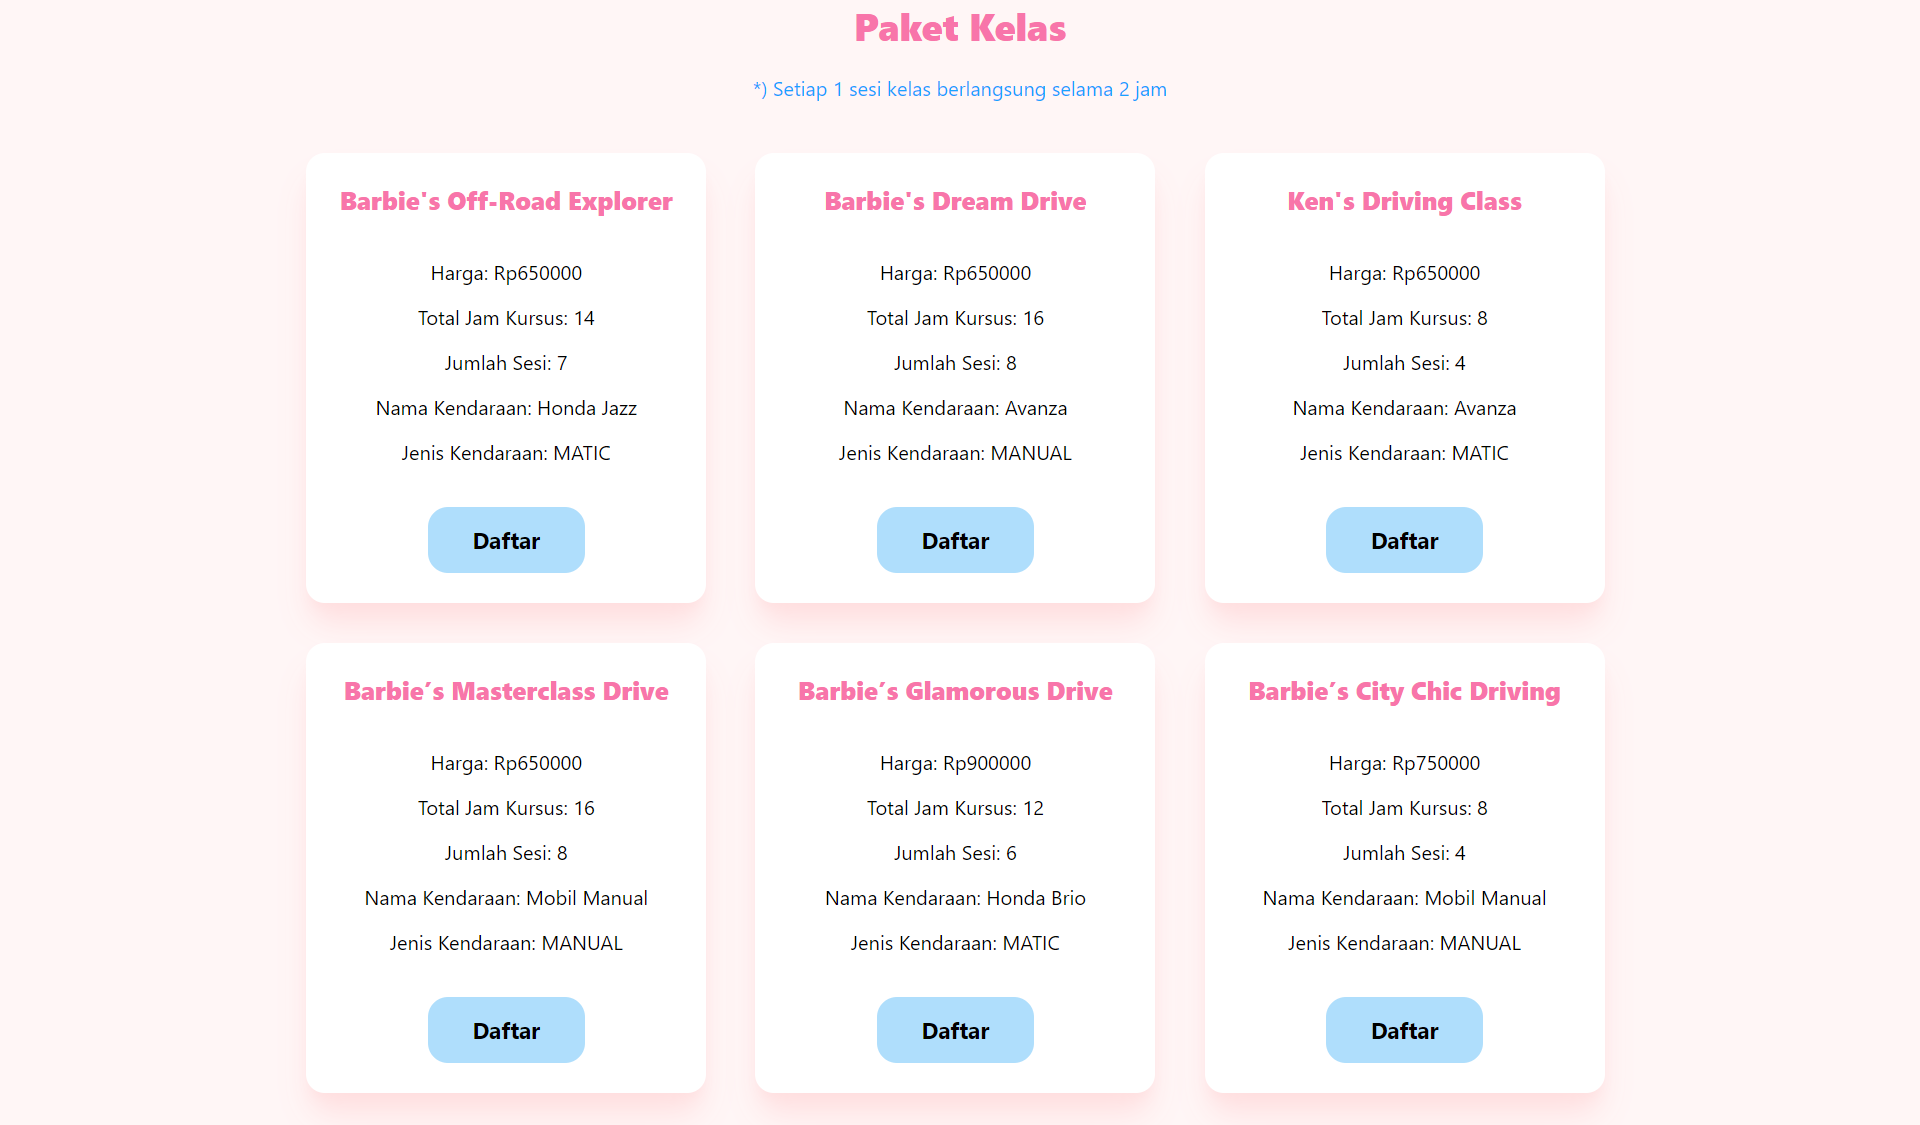 Paket Kelas
*) Setiap 1 sesi kelas berlangsung selama 2 jam
Barbie's Off-Road Explorer
Harga: Rp650000
Total Jam Kursus: 14
Jumlah Sesi: 7
Nama Kendaraan: Honda Jazz
Jenis Kendaraan: MATIC
Daftar
Barbie's Dream Drive
Harga: Rp650000
Total Jam Kursus: 16
Jumlah Sesi: 8
Nama Kendaraan: Avanza
Jenis Kendaraan: MANUAL
Daftar
Ken's Driving Class
Harga: Rp650000
Total Jam Kursus: 8
Jumlah Sesi: 4
Nama Kendaraan: Avanza
Jenis Kendaraan: MATIC
Daftar
Barbie’s Masterclass Drive
Harga: Rp650000
Total Jam Kursus: 16
Jumlah Sesi: 8
Nama Kendaraan: Mobil Manual
Jenis Kendaraan: MANUAL
Daftar
Barbie’s Glamorous Drive
Harga: Rp900000
Total Jam Kursus: 12
Jumlah Sesi: 6
Nama Kendaraan: Honda Brio
Jenis Kendaraan: MATIC
Daftar
Barbie’s City Chic Driving
Harga: Rp750000
Total Jam Kursus: 8
Jumlah Sesi: 4
Nama Kendaraan: Mobil Manual
Jenis Kendaraan: MANUAL
Daftar